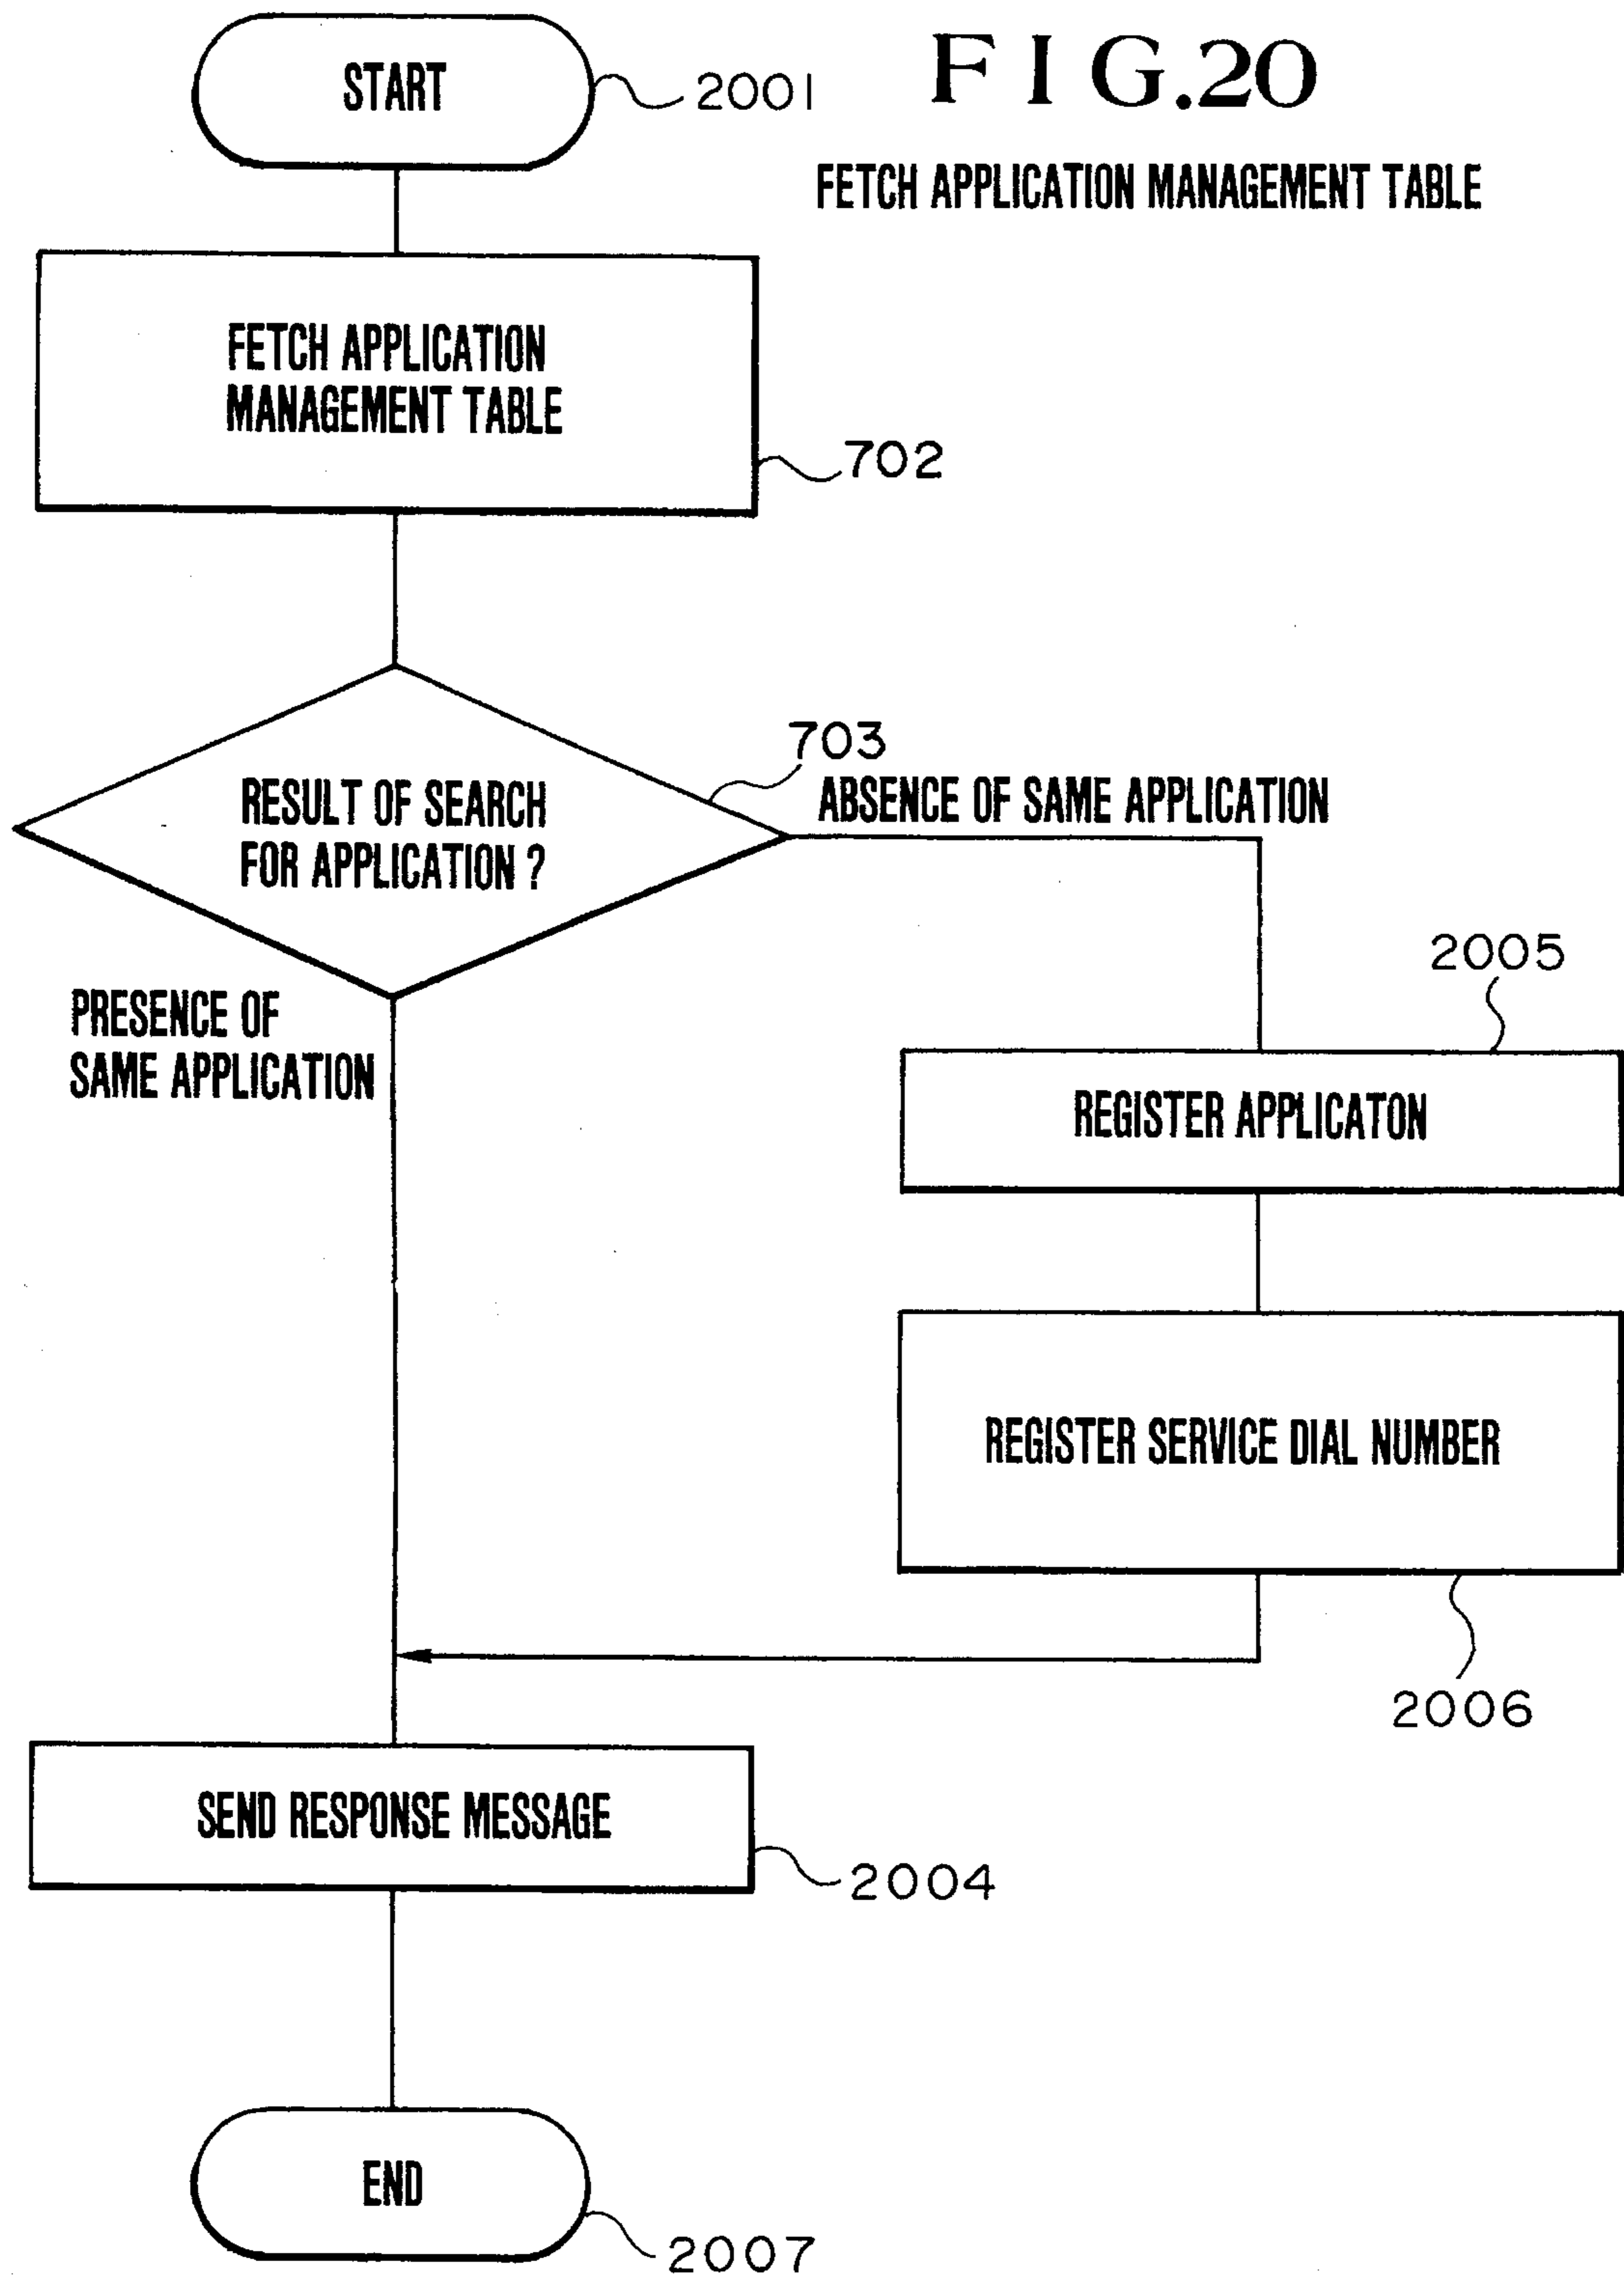 START
2001
F I G.20
FETCH APPLICATION MANAGEMENT TABLE
FETCH APPLICATION
MANAGEMENT TABLE
702
703
RESULT OF SEARCH
FOR APPLICATION ?
ABSENCE OF SAME APPLICATION
PRESENCE OF
SAME APPLICATION
2005
REGISTER APPLICATON
REGISTER SERVICE DIAL NUMBER
2006
SEND RESPONSE MESSAGE
2004
END
2007